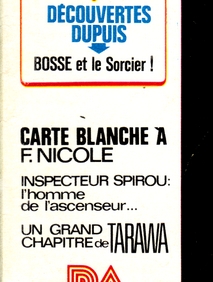 DÉCOUVERTES
DUPUIS
BOSSE et le Sorcier !
CARTE BLANCHE À
F. NICOLE
INSPECTEUR SPIROU:
l'homme
de l'ascenseur...
UN GRAND
CHAPITRE de TARAWA